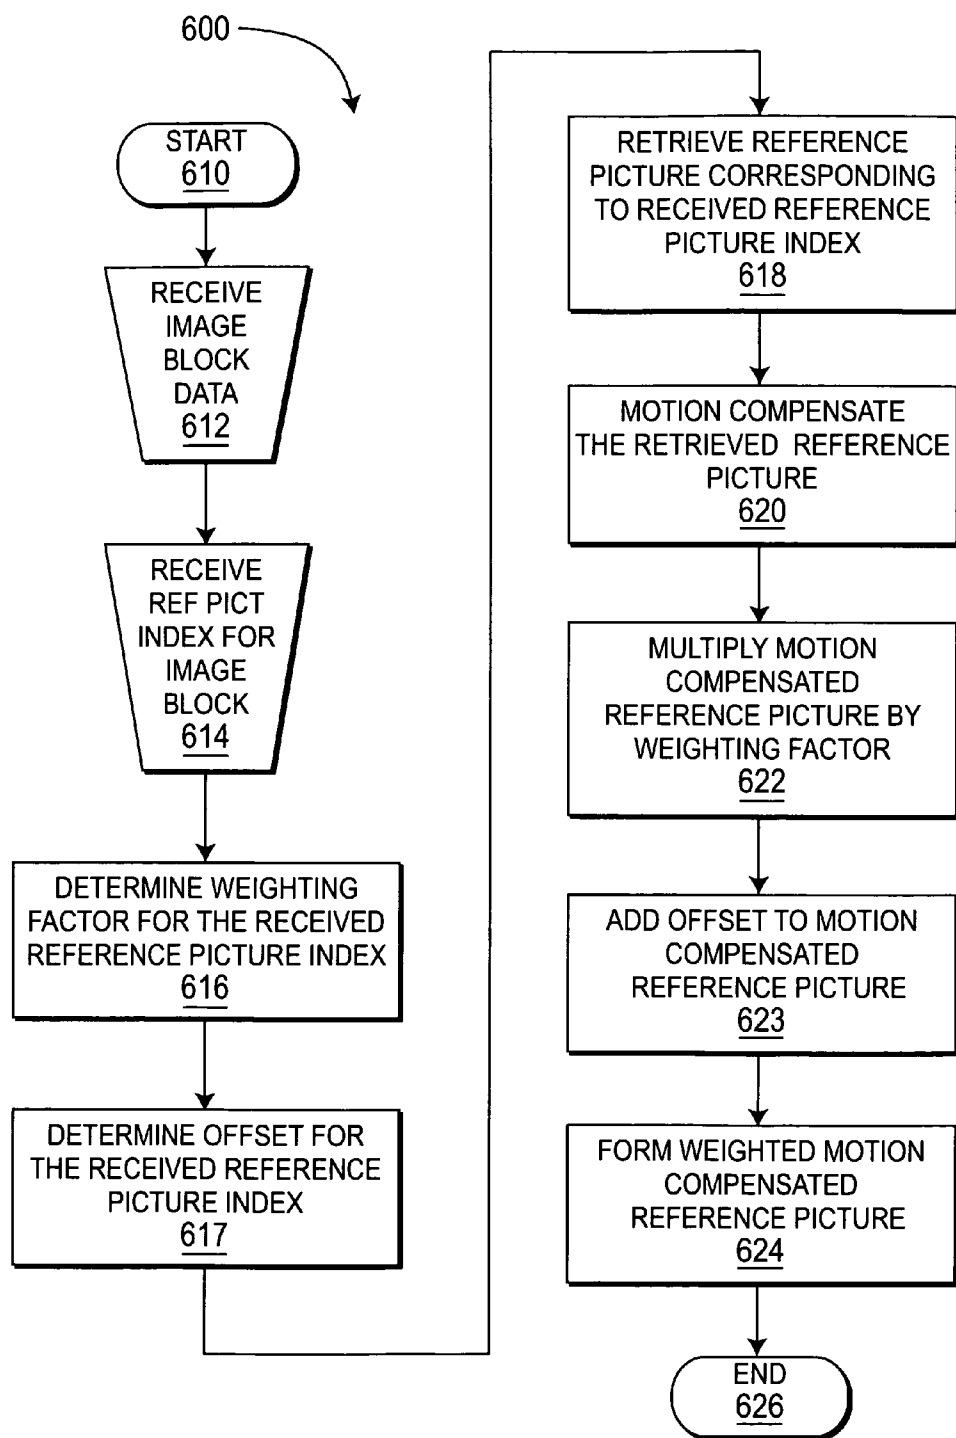 600
START
610
RECEIVE
IMAGE
BLOCK
DATA
612
RECEIVE
REF PICT
INDEX FOR
IMAGE
BLOCK
614
DETERMINE WEIGHTING
FACTOR FOR THE RECEIVED
REFERENCE PICTURE INDEX
616
DETERMINE OFFSET FOR
THE RECEIVED REFERENCE
PICTURE INDEX
617
RETRIEVE REFERENCE
PICTURE CORRESPONDING
TO RECEIVED REFERENCE
PICTURE INDEX
618
MOTION COMPENSATE
THE RETRIEVED REFERENCE
PICTURE
620
MULTIPLY MOTION
COMPENSATED
REFERENCE PICTURE BY
WEIGHTING FACTOR
622
ADD OFFSET TO MOTION
COMPENSATED
REFERENCE PICTURE
623
FORM WEIGHTED MOTION
COMPENSATED
REFERENCE PICTURE
624
END
626